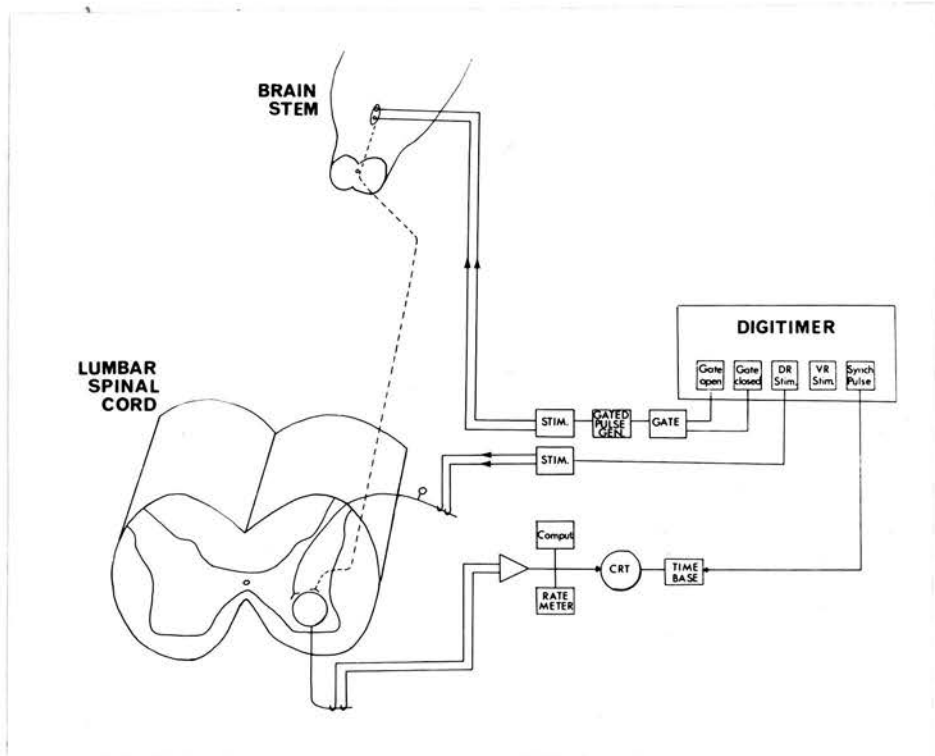 BRAIN
STEM
DIGITIMER
Gate
open
Gate
closed
DR
Stim.
VR
Stim.
Synch
Pulse
LUMBAR
SPINAL
CORD
STIM.
GATED
PULSE
GEN.
GATE
STIM.
Comput
CRT
TIME
BASE
RATE
METER